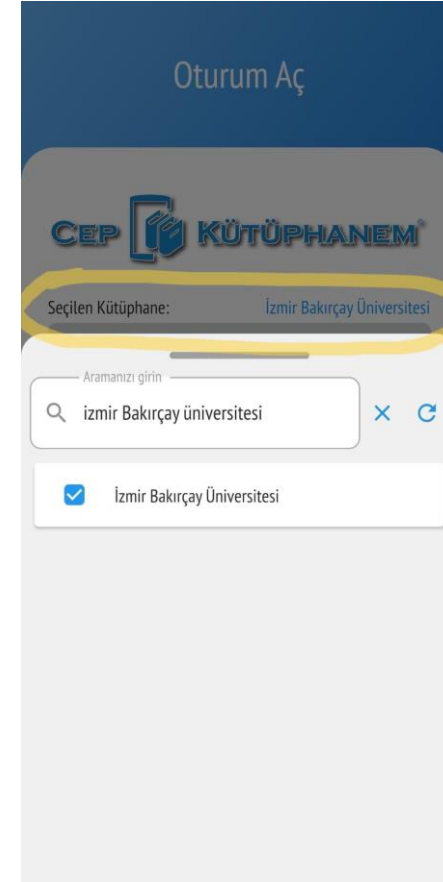 Oturum Aç
CEP KÜTÜPHANEM
Seçilen Kütüphane: İzmir Bakırçay Üniversitesi
Aramanızı girin
izmir Bakırçay üniversitesi
İzmir Bakırçay Üniversitesi